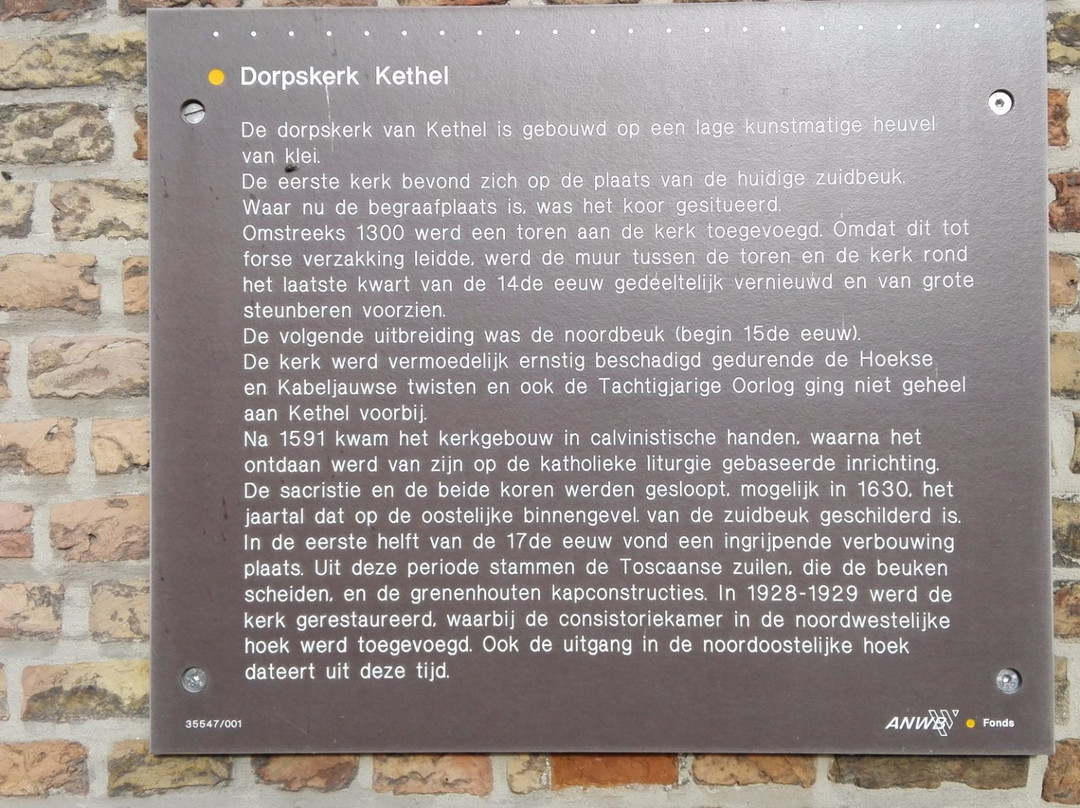 Dorpskerk Kethel
De dorpskerk van Kethel is gebouwd op een lage kunstmatige heuvel
van klei.
De eerste kerk bevond zich op de plaats van de huidige zuidbeuk.
Waar nu de begraafplaats is, was het koor gesitueerd.
Omstreeks 1300 werd een toren aan de kerk toegevoegd. Omdat dit tot
forse verzakking leidde, werd de muur tussen de toren en de kerk rond
het laatste kwart van de 14de eeuw gedeeltelijk vernieuwd en van grote
steunberen voorzien.
De volgende uitbreiding was de noordbeuk (begin 15de eeuw).
De kerk werd vermoedelijk ernstig beschadigd gedurende de Hoekse
en Kabeljauwse twisten en ook de Tachtigjarige Oorlog ging niet geheel
aan Kethel voorbij.
Na 1591 kwam het kerkgebouw in calvinistische handen, waarna het
ontdaan werd van zijn op de katholieke liturgie gebaseerde inrichting.
De sacristie en de beide koren werden gesloopt, mogelijk in 1630, het
jaartal dat op de oostelijke binnengevel van de zuidbeuk geschilderd is.
In de eerste helft van de 17de eeuw vond een ingrijpende verbouwing
plaats. Uit deze periode stammen de Toscaanse zuilen, die de beuken
scheiden, en de grenenhouten kapconstructies. In 1928-1929 werd de
kerk gerestaureerd, waarbij de consistoriekamer in de noordwestelijke
hoek werd toegevoegd. Ook de uitgang in de noordoostelijke hoek
dateert uit deze tijd.
35547/001
ANWB Fonds